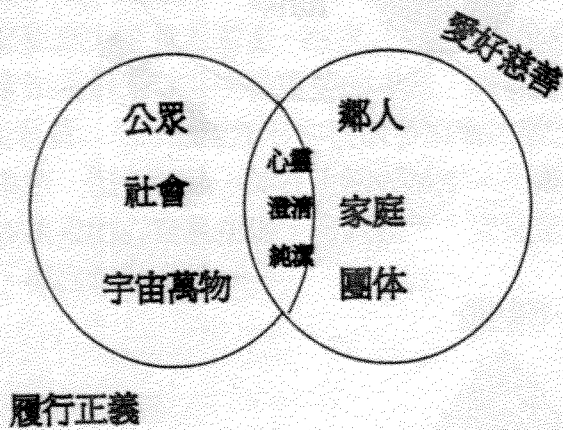 愛好慈善
公眾
社會
宇宙萬物
心靈
澄清
純潔
鄰人
家庭
團体
履行正義